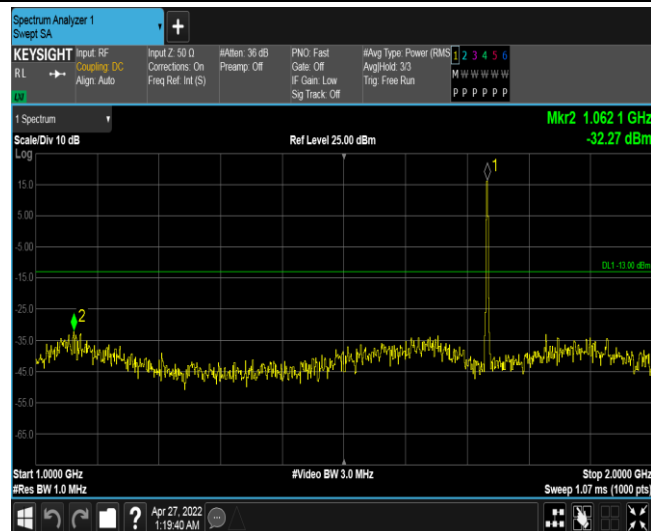 Spectrum Analyzer 1
Swept SA
+
KEYSIGHT Input: RF Input Z: 50 Ω #Atten: 36 dB PNO: Fast #Avg Type: Power (RMS 1 2 3 4 5 6
RL Coupling: DC Corrections: On Preamp: Off Gate: Off Avg|Hold: 3/3 M W W W W W
Align: Auto Freq Ref: Int (S) IF Gain: Low Trig: Free Run
Sig Track: Off P P P P P P
1 Spectrum Mkr2 1.062 1 GHz
Scale/Div 10 dB Ref Level 25.00 dBm -32.27 dBm
Log
1
15.0
5.00
-5.00
DL1 -13.00 dBm
-15.0
-25.0
2
-35.0
-45.0
-55.0
-65.0
Start 1.0000 GHz #Video BW 3.0 MHz Stop 2.0000 GHz
#Res BW 1.0 MHz Sweep 1.07 ms (1000 pts)
? Apr 27, 2022
1:19:40 AM